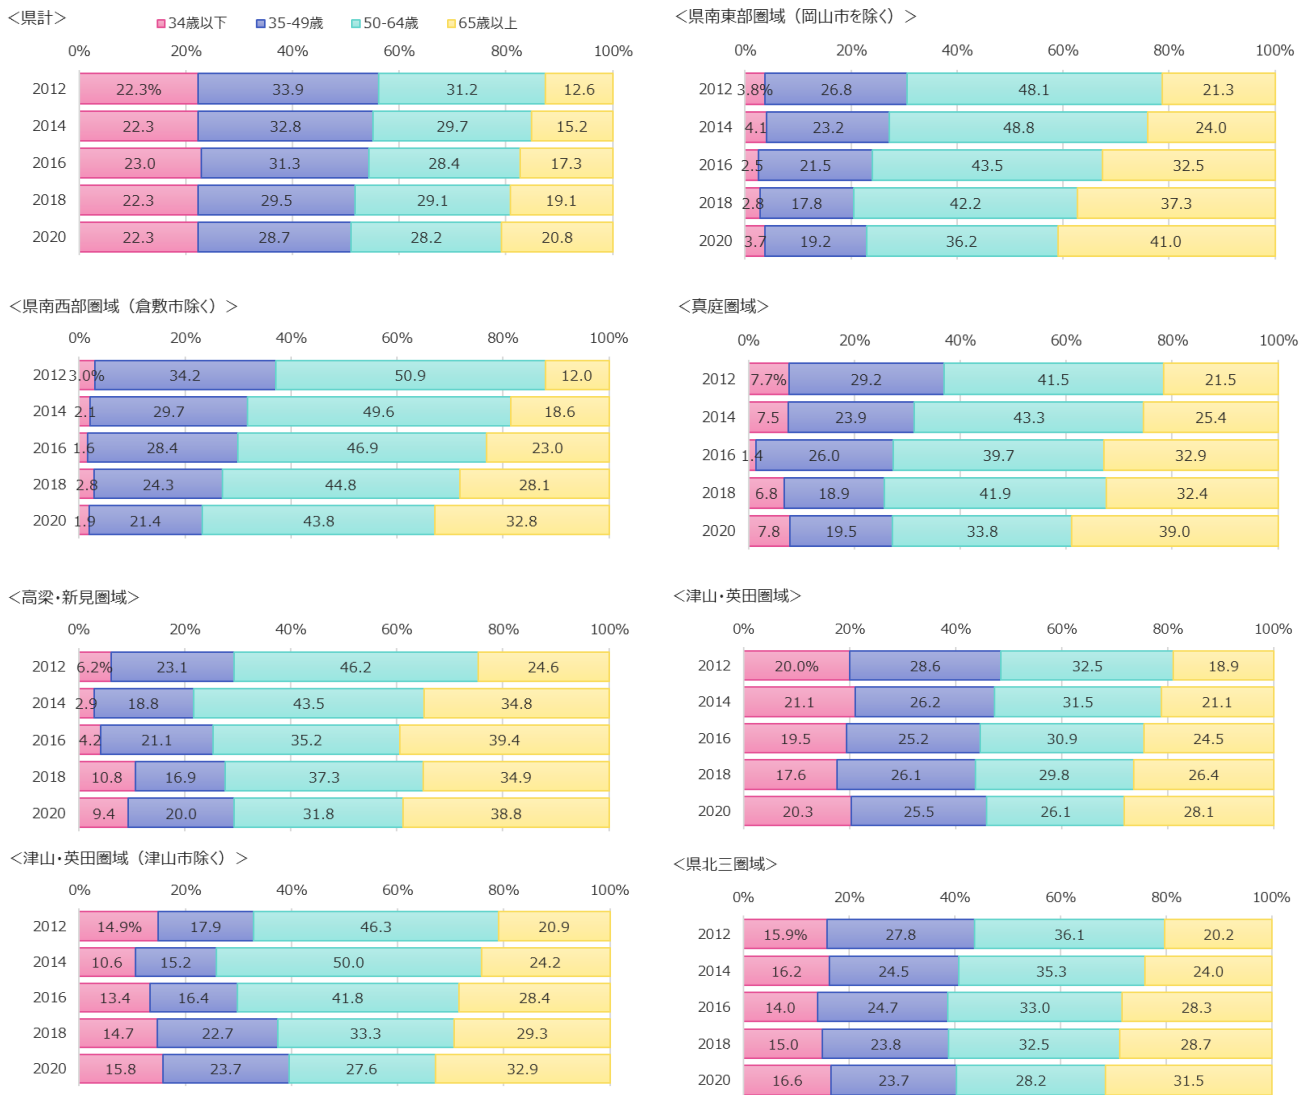 ＜県計＞
34歳以下 35-49歳 50-64歳 65歳以上
0% 20% 40% 60% 80% 100%
2012 22.3% 33.9 31.2 12.6
2014 22.3 32.8 29.7 15.2
2016 23.0 31.3 28.4 17.3
2018 22.3 29.5 29.1 19.1
2020 22.3 28.7 28.2 20.8
＜県南東部圏域（岡山市を除く）＞
0% 20% 40% 60% 80% 100%
2012 3.8% 26.8 48.1 21.3
2014 4.1 23.2 48.8 24.0
2016 2.5 21.5 43.5 32.5
2018 2.8 17.8 42.2 37.3
2020 3.7 19.2 36.2 41.0
＜県南西部圏域（倉敷市除く）＞
0% 20% 40% 60% 80% 100%
2012 3.0% 34.2 50.9 12.0
2014 2.1 29.7 49.6 18.6
2016 1.6 28.4 46.9 23.0
2018 2.8 24.3 44.8 28.1
2020 1.9 21.4 43.8 32.8
＜真庭圏域＞
0% 20% 40% 60% 80% 100%
2012 7.7% 29.2 41.5 21.5
2014 7.5 23.9 43.3 25.4
2016 1.4 26.0 39.7 32.9
2018 6.8 18.9 41.9 32.4
2020 7.8 19.5 33.8 39.0
＜高梁・新見圏域＞
0% 20% 40% 60% 80% 100%
2012 6.2% 23.1 46.2 24.6
2014 2.9 18.8 43.5 34.8
2016 4.2 21.1 35.2 39.4
2018 10.8 16.9 37.3 34.9
2020 9.4 20.0 31.8 38.8
＜津山・英田圏域＞
0% 20% 40% 60% 80% 100%
2012 20.0% 28.6 32.5 18.9
2014 21.1 26.2 31.5 21.1
2016 19.5 25.2 30.9 24.5
2018 17.6 26.1 29.8 26.4
2020 20.3 25.5 26.1 28.1
＜津山・英田圏域（津山市除く）＞
0% 20% 40% 60% 80% 100%
2012 14.9% 17.9 46.3 20.9
2014 10.6 15.2 50.0 24.2
2016 13.4 16.4 41.8 28.4
2018 14.7 22.7 33.3 29.3
2020 15.8 23.7 27.6 32.9
＜県北三圏域＞
0% 20% 40% 60% 80% 100%
2012 15.9% 27.8 36.1 20.2
2014 16.2 24.5 35.3 24.0
2016 14.0 24.7 33.0 28.3
2018 15.0 23.8 32.5 28.7
2020 16.6 23.7 28.2 31.5